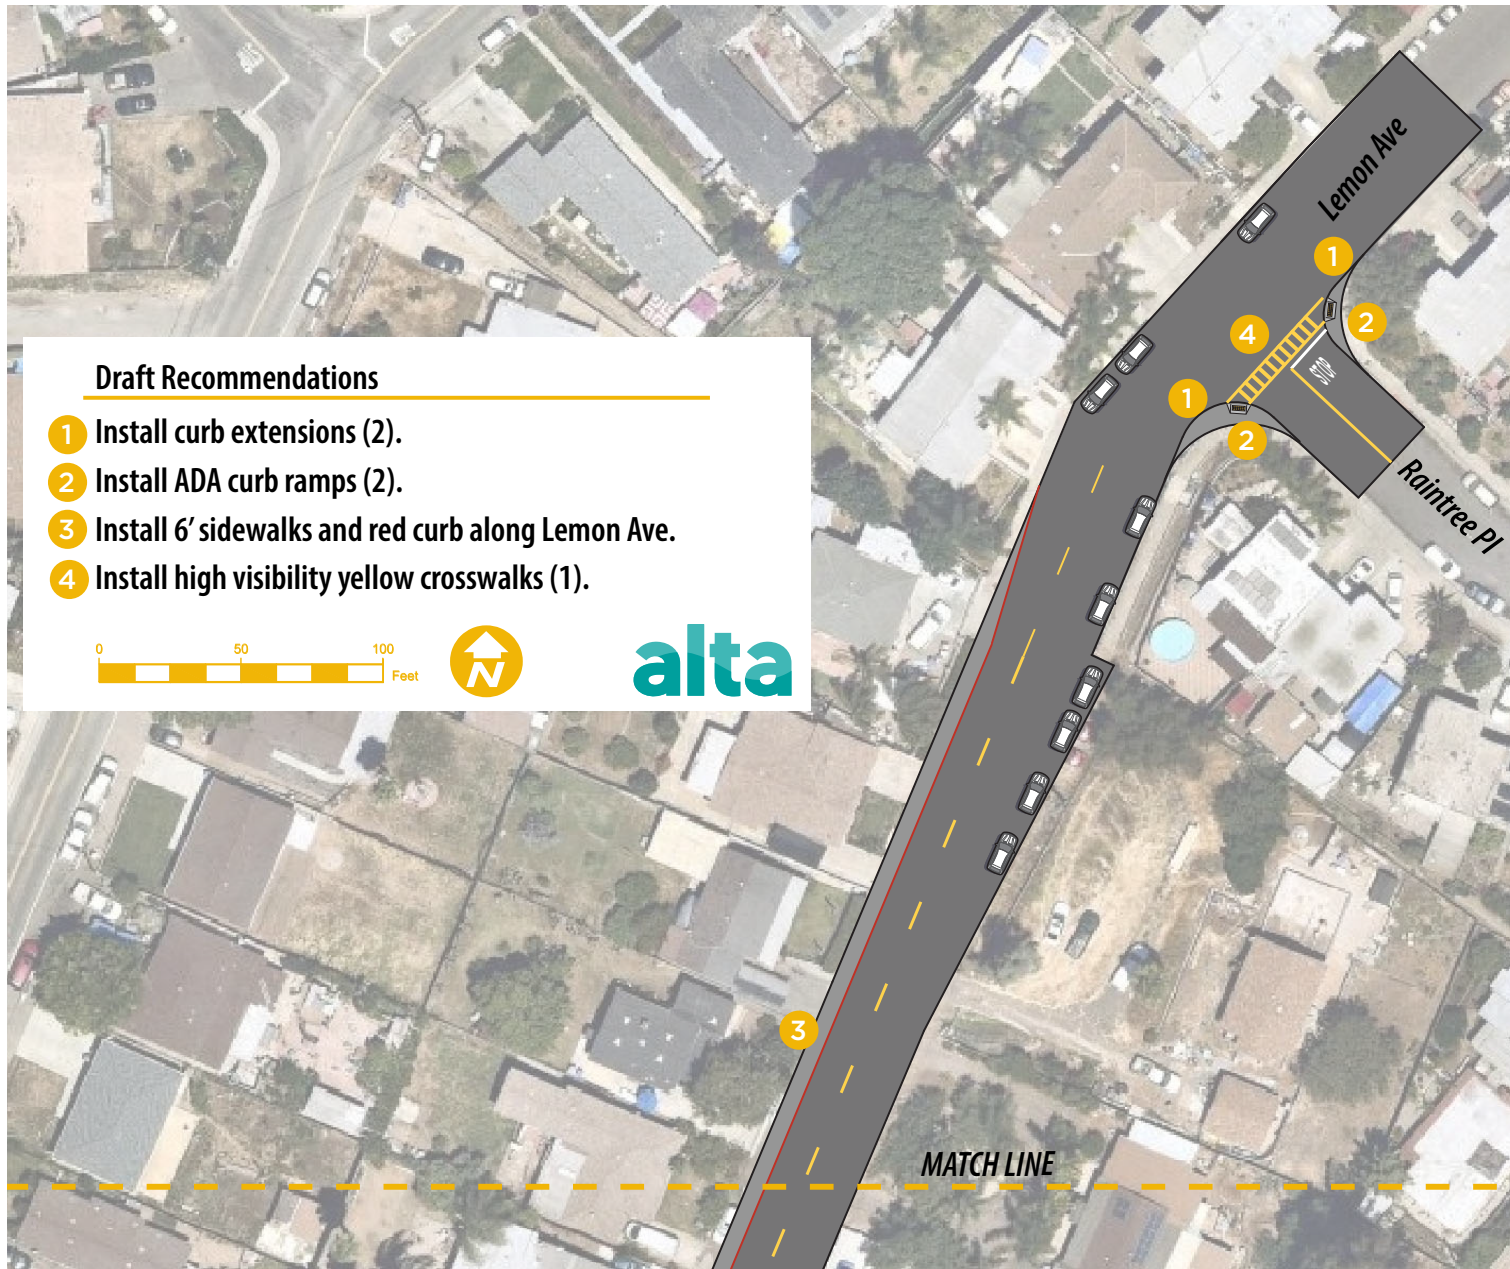 Lemon Ave
1
2
4
1
2
STOP
Raintree Pl
Draft Recommendations
1 Install curb extensions (2).
2 Install ADA curb ramps (2).
3 Install 6’ sidewalks and red curb along Lemon Ave.
4 Install high visibility yellow crosswalks (1).
0 50 100
Feet
N
alta
3
MATCH LINE